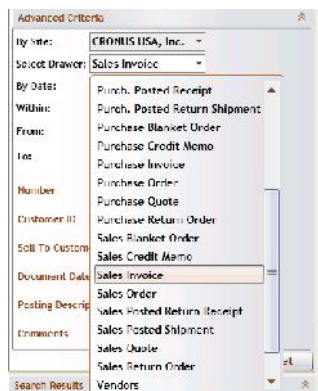 Advanced Criteria
By Site: CRONUS USA, Inc.
Select Drawer: Sales Invoice
By Date:
Within:
From:
To:
Number
Customer ID
Sell To Custom
Document Date
Posting Descrip
Comments
Purch. Posted Receipt
Purch. Posted Return Shipment
Purchase Blanket Order
Purchase Credit Memo
Purchase Invoice
Purchase Order
Purchase Quote
Purchase Return Order
Sales Blanket Order
Sales Credit Memo
Sales Invoice
Sales Order
Sales Posted Return Receipt
Sales Posted Shipment
Sales Quote
Sales Return Order
Vendors
Search Results